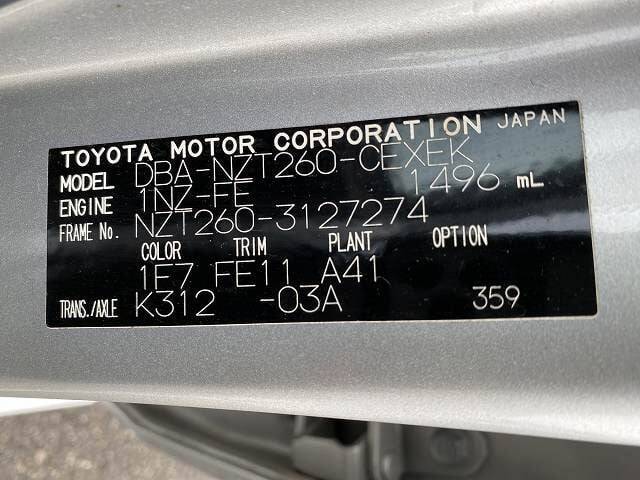 TOYOTA MOTOR CORPORATION JAPAN
MODEL DBA-NZT260-CEXEK
ENGINE 1NZ-FE 1496 mL
FRAME No. NZT260-3127274
COLOR TRIM PLANT OPTION
1E7 FE11 A41
TRANS./AXLE K312 -03A 359